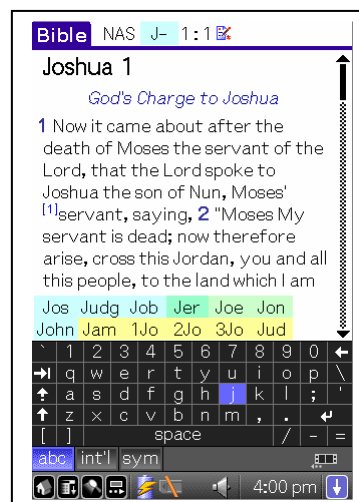 Bible NAS J- 1:1
Joshua 1
God's Charge to Joshua
1 Now it came about after the
death of Moses the servant of the
Lord, that the Lord spoke to
Joshua the son of Nun, Moses'
[1]servant, saying, 2 "Moses My
servant is dead; now therefore
arise, cross this Jordan, you and all
this people, to the land which I am
Jos Judg Job Jer Joe Jon
John Jam 1Jo 2Jo 3Jo Jud
` 1 2 3 4 5 6 7 8 9 0
q w e r t y u i o p \
a s d f g h j k l ; '
z x c v b n m , .
[ ] space / - =
abc int'l sym
4:00 pm